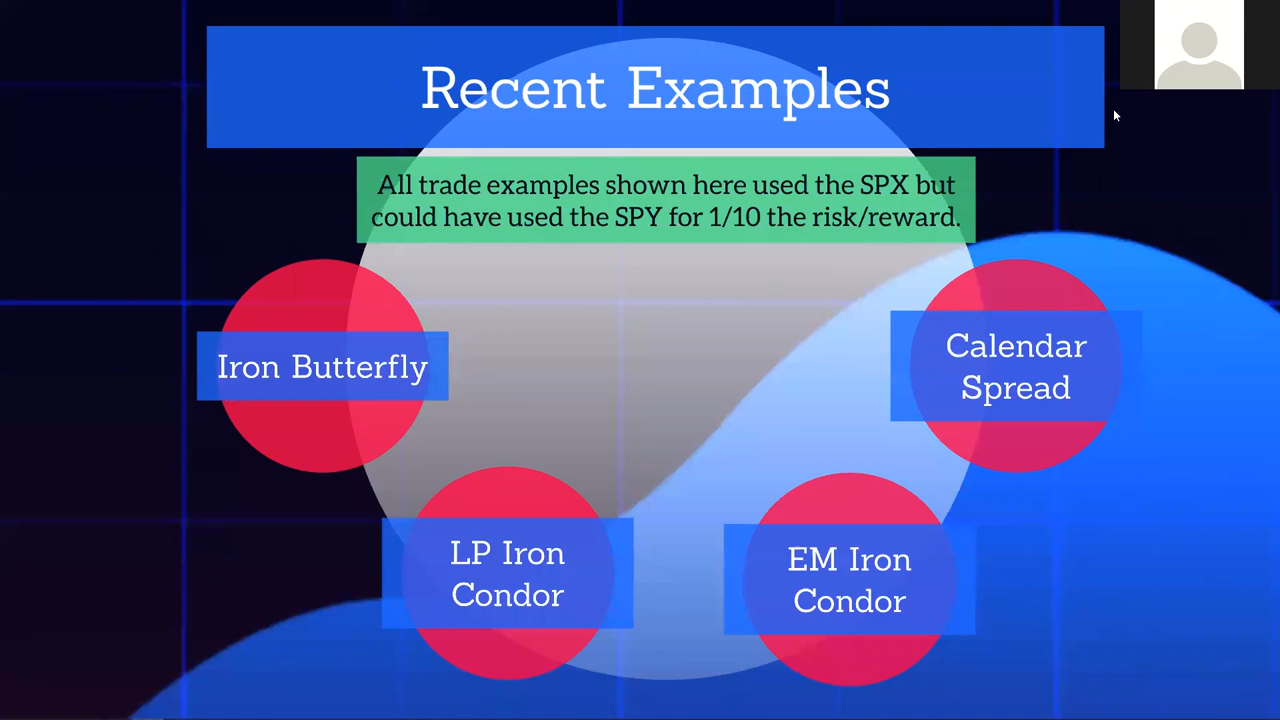 Recent Examples
All trade examples shown here used the SPX but
could have used the SPY for 1/10 the risk/reward.
Iron Butterfly
Calendar
Spread
LP Iron
Condor
EM Iron
Condor